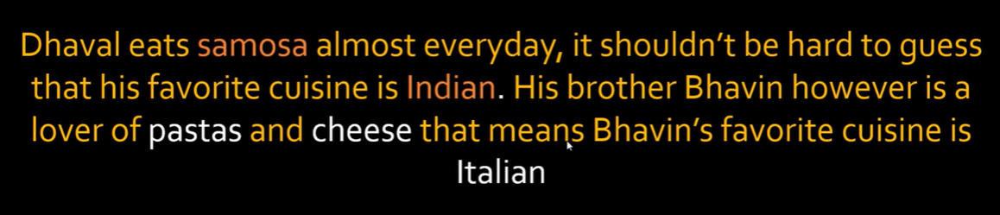 Dhaval eats samosa almost everyday, it shouldn't be hard to guess
that his favorite cuisine is Indian. His brother Bhavin however is a
lover of pastas and cheese that means Bhavin's favorite cuisine is
Italian